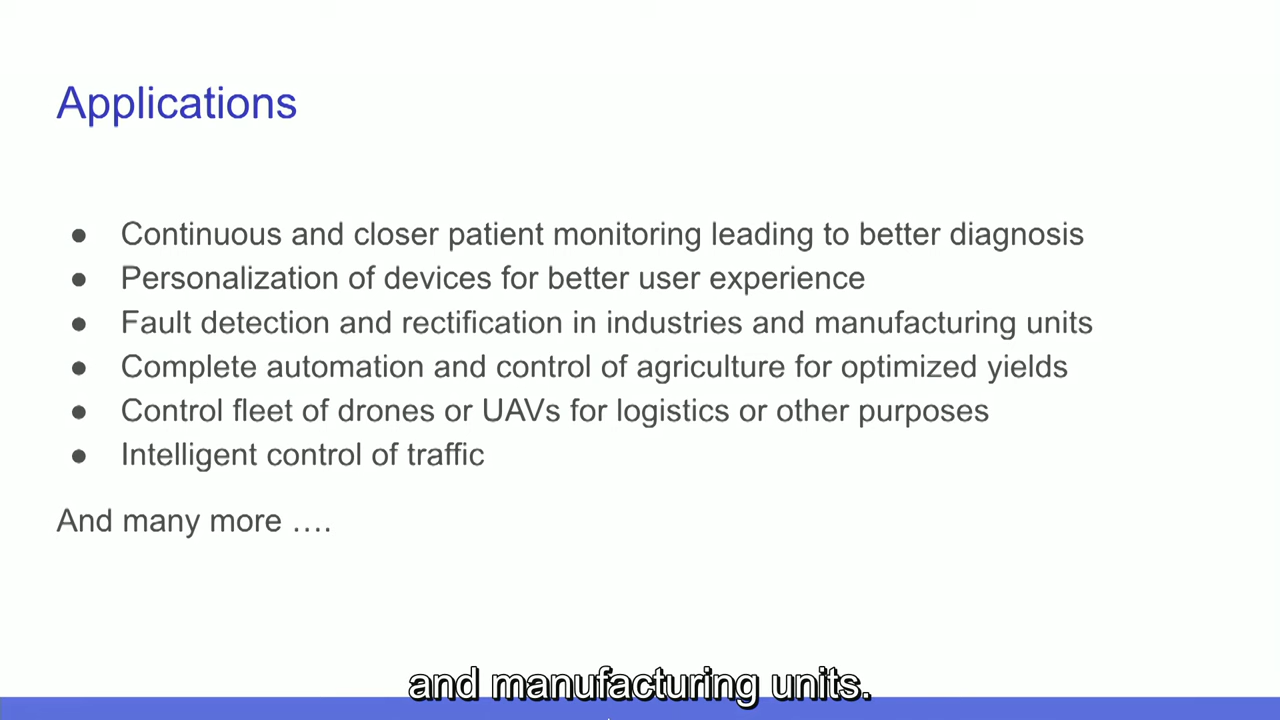 Applications
● Continuous and closer patient monitoring leading to better diagnosis
● Personalization of devices for better user experience
● Fault detection and rectification in industries and manufacturing units
● Complete automation and control of agriculture for optimized yields
● Control fleet of drones or UAVs for logistics or other purposes
● Intelligent control of traffic
And many more ….
and manufacturing units.